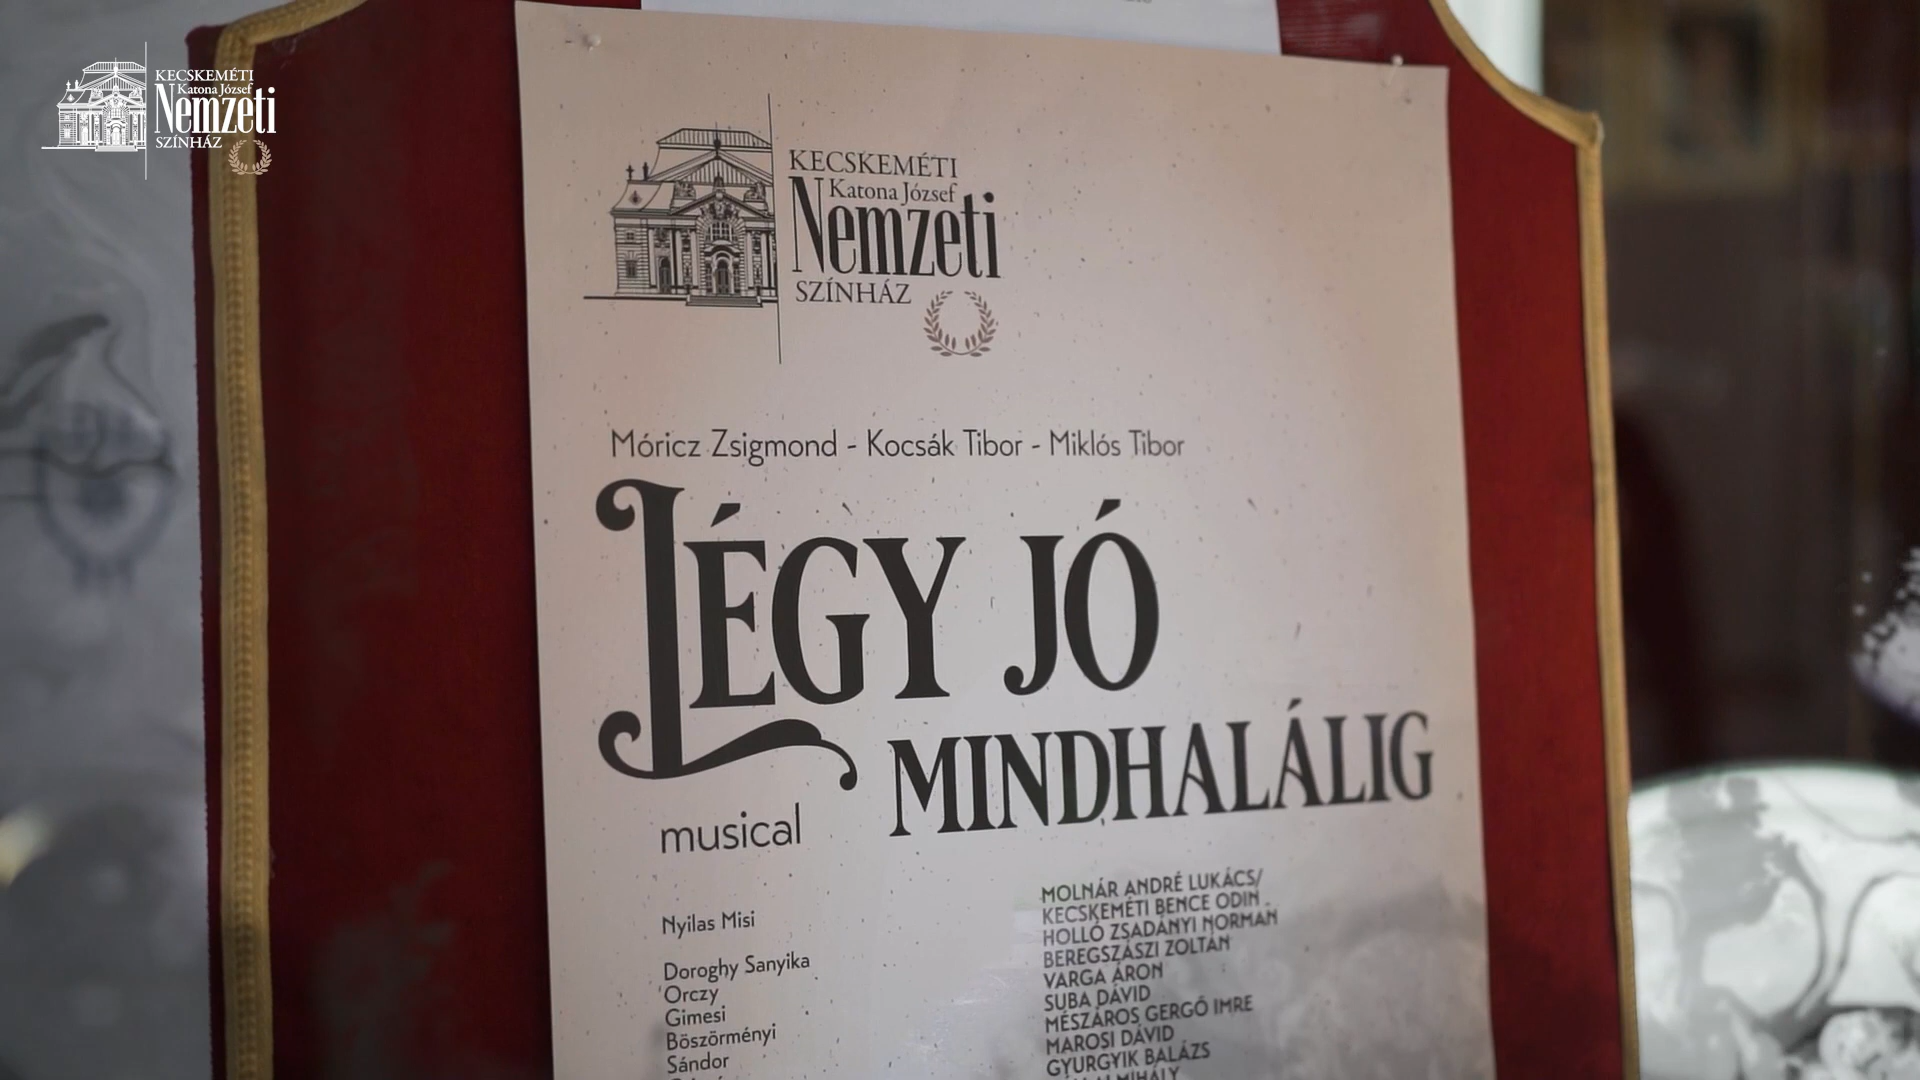 KECSKEMÉTI
Katona József
Nemzeti
SZÍNHÁZ
KECSKEMÉTI
Katona József
Nemzeti
SZÍNHÁZ
Móricz Zsigmond - Kocsák Tibor - Miklós Tibor
LÉGY JÓ
MINDHALÁLIG
musical
MOLNÁR ANDRÉ LUKÁCS/
Nyilas Misi KECSKEMÉTI BENCE ODIN
HOLLÓ ZSADÁNYI NORMAN
Doroghy Sanyika BEREGSZÁSZI ZOLTÁN
Orczy VARGA ÁRON
Gimesi SUBA DÁVID
Böszörményi MÉSZÁROS GERGŐ IMRE
Sándor MAROSI DÁVID
GYURGYIK BALÁZS
MIHÁLY